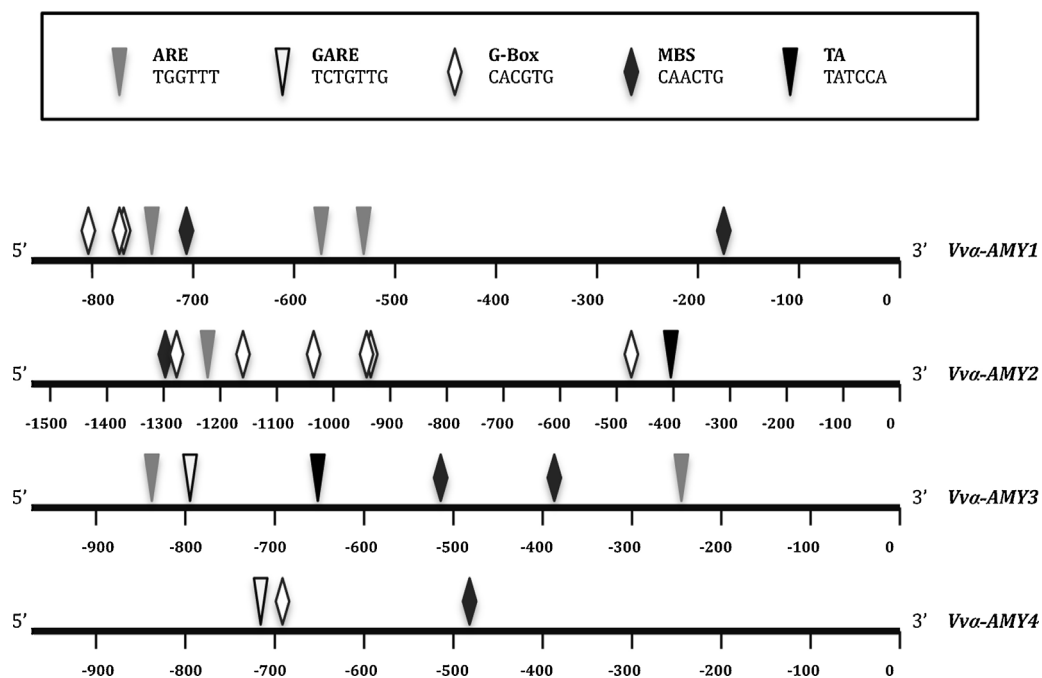 ARE GARE G-Box MBS TA
TGGTTT TCTGTTG CACGTG CAACTG TATCCA
5’ 3’ Vvα-AMY1
-800 -700 -600 -500 -400 -300 -200 -100 0
5’ 3’ Vvα-AMY2
-1500 -1400 -1300 -1200 -1100 -1000 -900 -800 -700 -600 -500 -400 -300 -200 -100 0
5’ 3’ Vvα-AMY3
-900 -800 -700 -600 -500 -400 -300 -200 -100 0
5’ 3’ Vvα-AMY4
-900 -800 -700 -600 -500 -400 -300 -200 -100 0